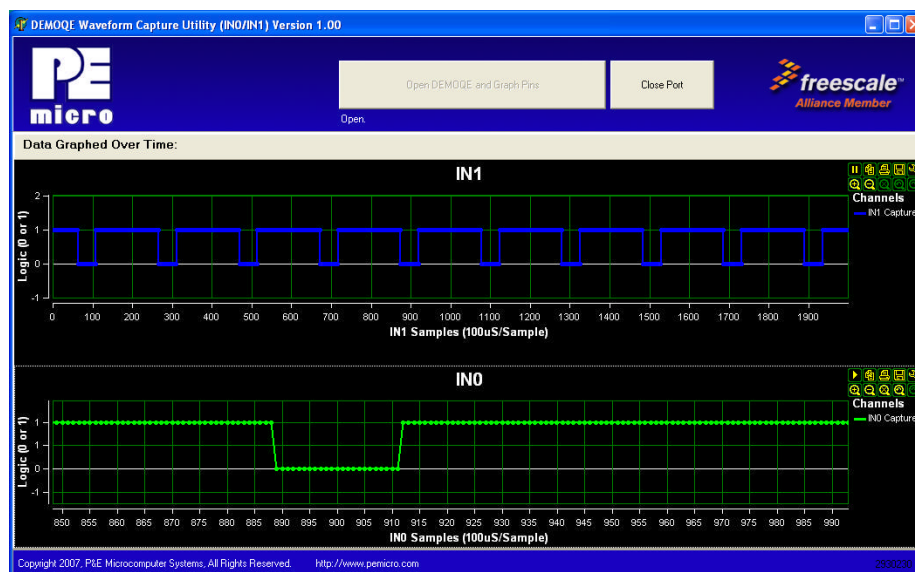 DEMOQE Waveform Capture Utility (IN0/IN1) Version 1.00
PE
micro
Open DEMOQE and Graph Pins
Close Port
Open.
freescale™
Alliance Member
Data Graphed Over Time:
IN1
Channels
IN1 Capture
Logic (0 or 1)
2
1
0
-1
0 100 200 300 400 500 600 700 800 900 1000 1100 1200 1300 1400 1500 1600 1700 1800 1900
IN1 Samples (100uS/Sample)
IN0
Channels
IN0 Capture
Logic (0 or 1)
1
1
0
-1
850 855 860 865 870 875 880 885 890 895 900 905 910 915 920 925 930 935 940 945 950 955 960 965 970 975 980 985 990
IN0 Samples (100uS/Sample)
Copyright 2007, P&E Microcomputer Systems, All Rights Reserved. http://www.pemicro.com